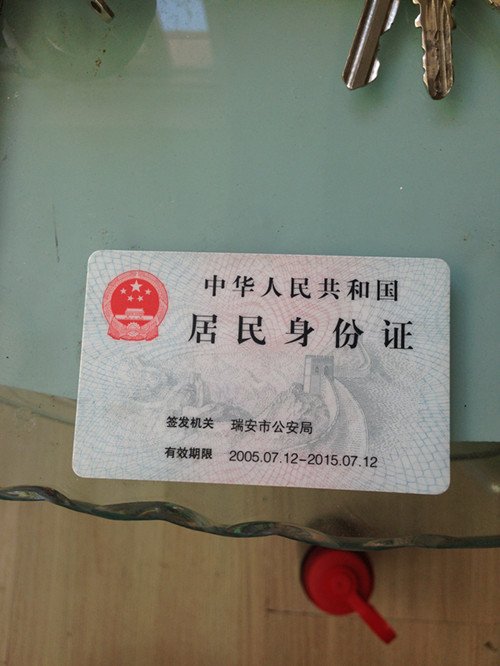 中华人民共和国
居民身份证
签发机关 瑞安市公安局
有效期限 2005.07.12-2015.07.12